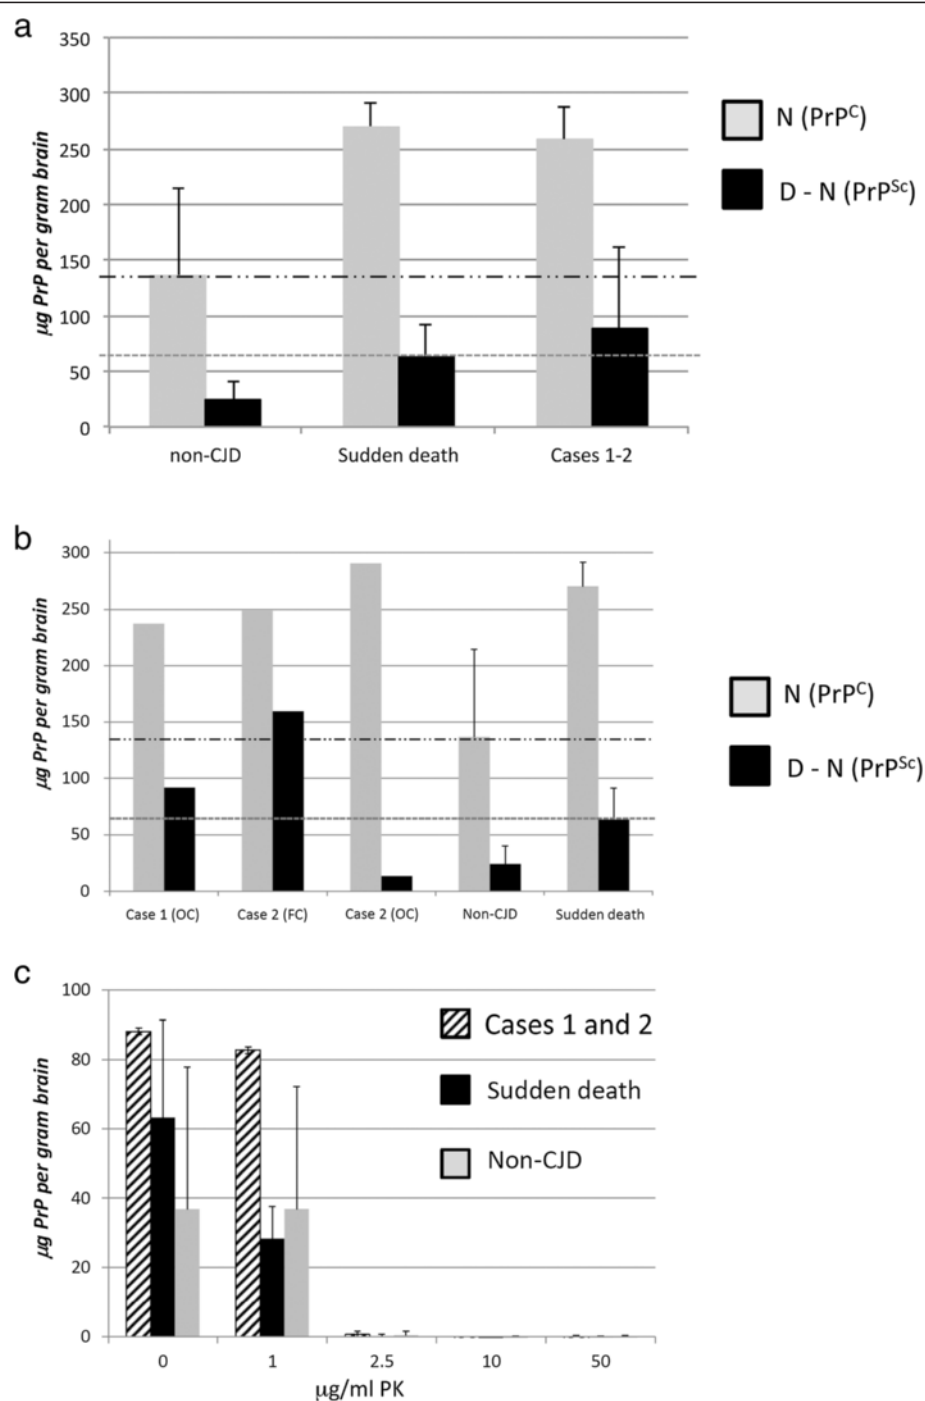 a
350
300
250
200
150
100
50
0
μg PrP per gram brain
non-CJD Sudden death Cases 1-2
N (PrPᶜ)
D - N (PrPˢᶜ)
b
300
250
200
150
100
50
0
μg PrP per gram brain
Case 1 (OC) Case 2 (FC) Case 2 (OC) Non-CJD Sudden death
N (PrPᶜ)
D - N (PrPˢᶜ)
c
100
80
60
40
20
0
μg PrP per gram brain
Cases 1 and 2
Sudden death
Non-CJD
0 1 2.5 10 50
μg/ml PK